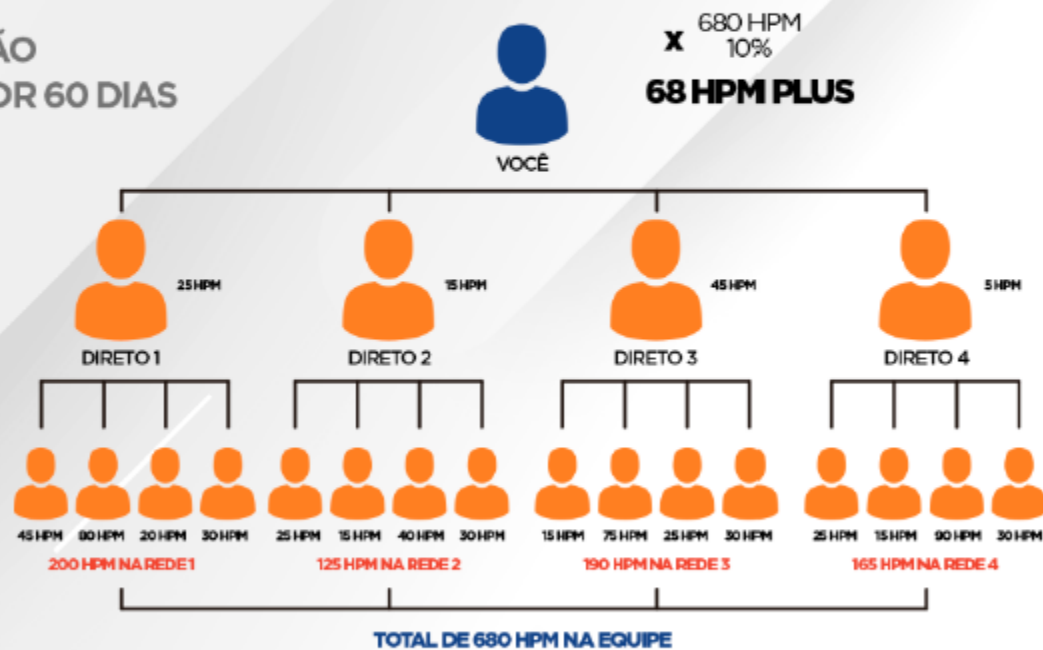 ÃO
OR 60 DIAS
X 680 HPM
10%
68 HPM PLUS
VOCÊ
25 HPM
15 HPM
45 HPM
5 HPM
DIRETO 1
DIRETO 2
DIRETO 3
DIRETO 4
45 HPM 80 HPM 20 HPM 30 HPM 25 HPM 15 HPM 40 HPM 30 HPM 15 HPM 75 HPM 25 HPM 30 HPM 25 HPM 15 HPM 90 HPM 30 HPM
200 HPM NA REDE 1
125 HPM NA REDE 2
190 HPM NA REDE 3
165 HPM NA REDE 4
TOTAL DE 680 HPM NA EQUIPE